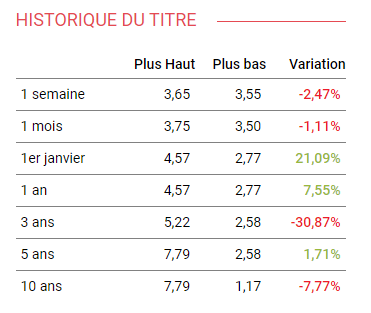 HISTORIQUE DU TITRE
Plus Haut Plus bas Variation
1 semaine 3,65 3,55 -2,47%
1 mois 3,75 3,50 -1,11%
1er janvier 4,57 2,77 21,09%
1 an 4,57 2,77 7,55%
3 ans 5,22 2,58 -30,87%
5 ans 7,79 2,58 1,71%
10 ans 7,79 1,17 -7,77%